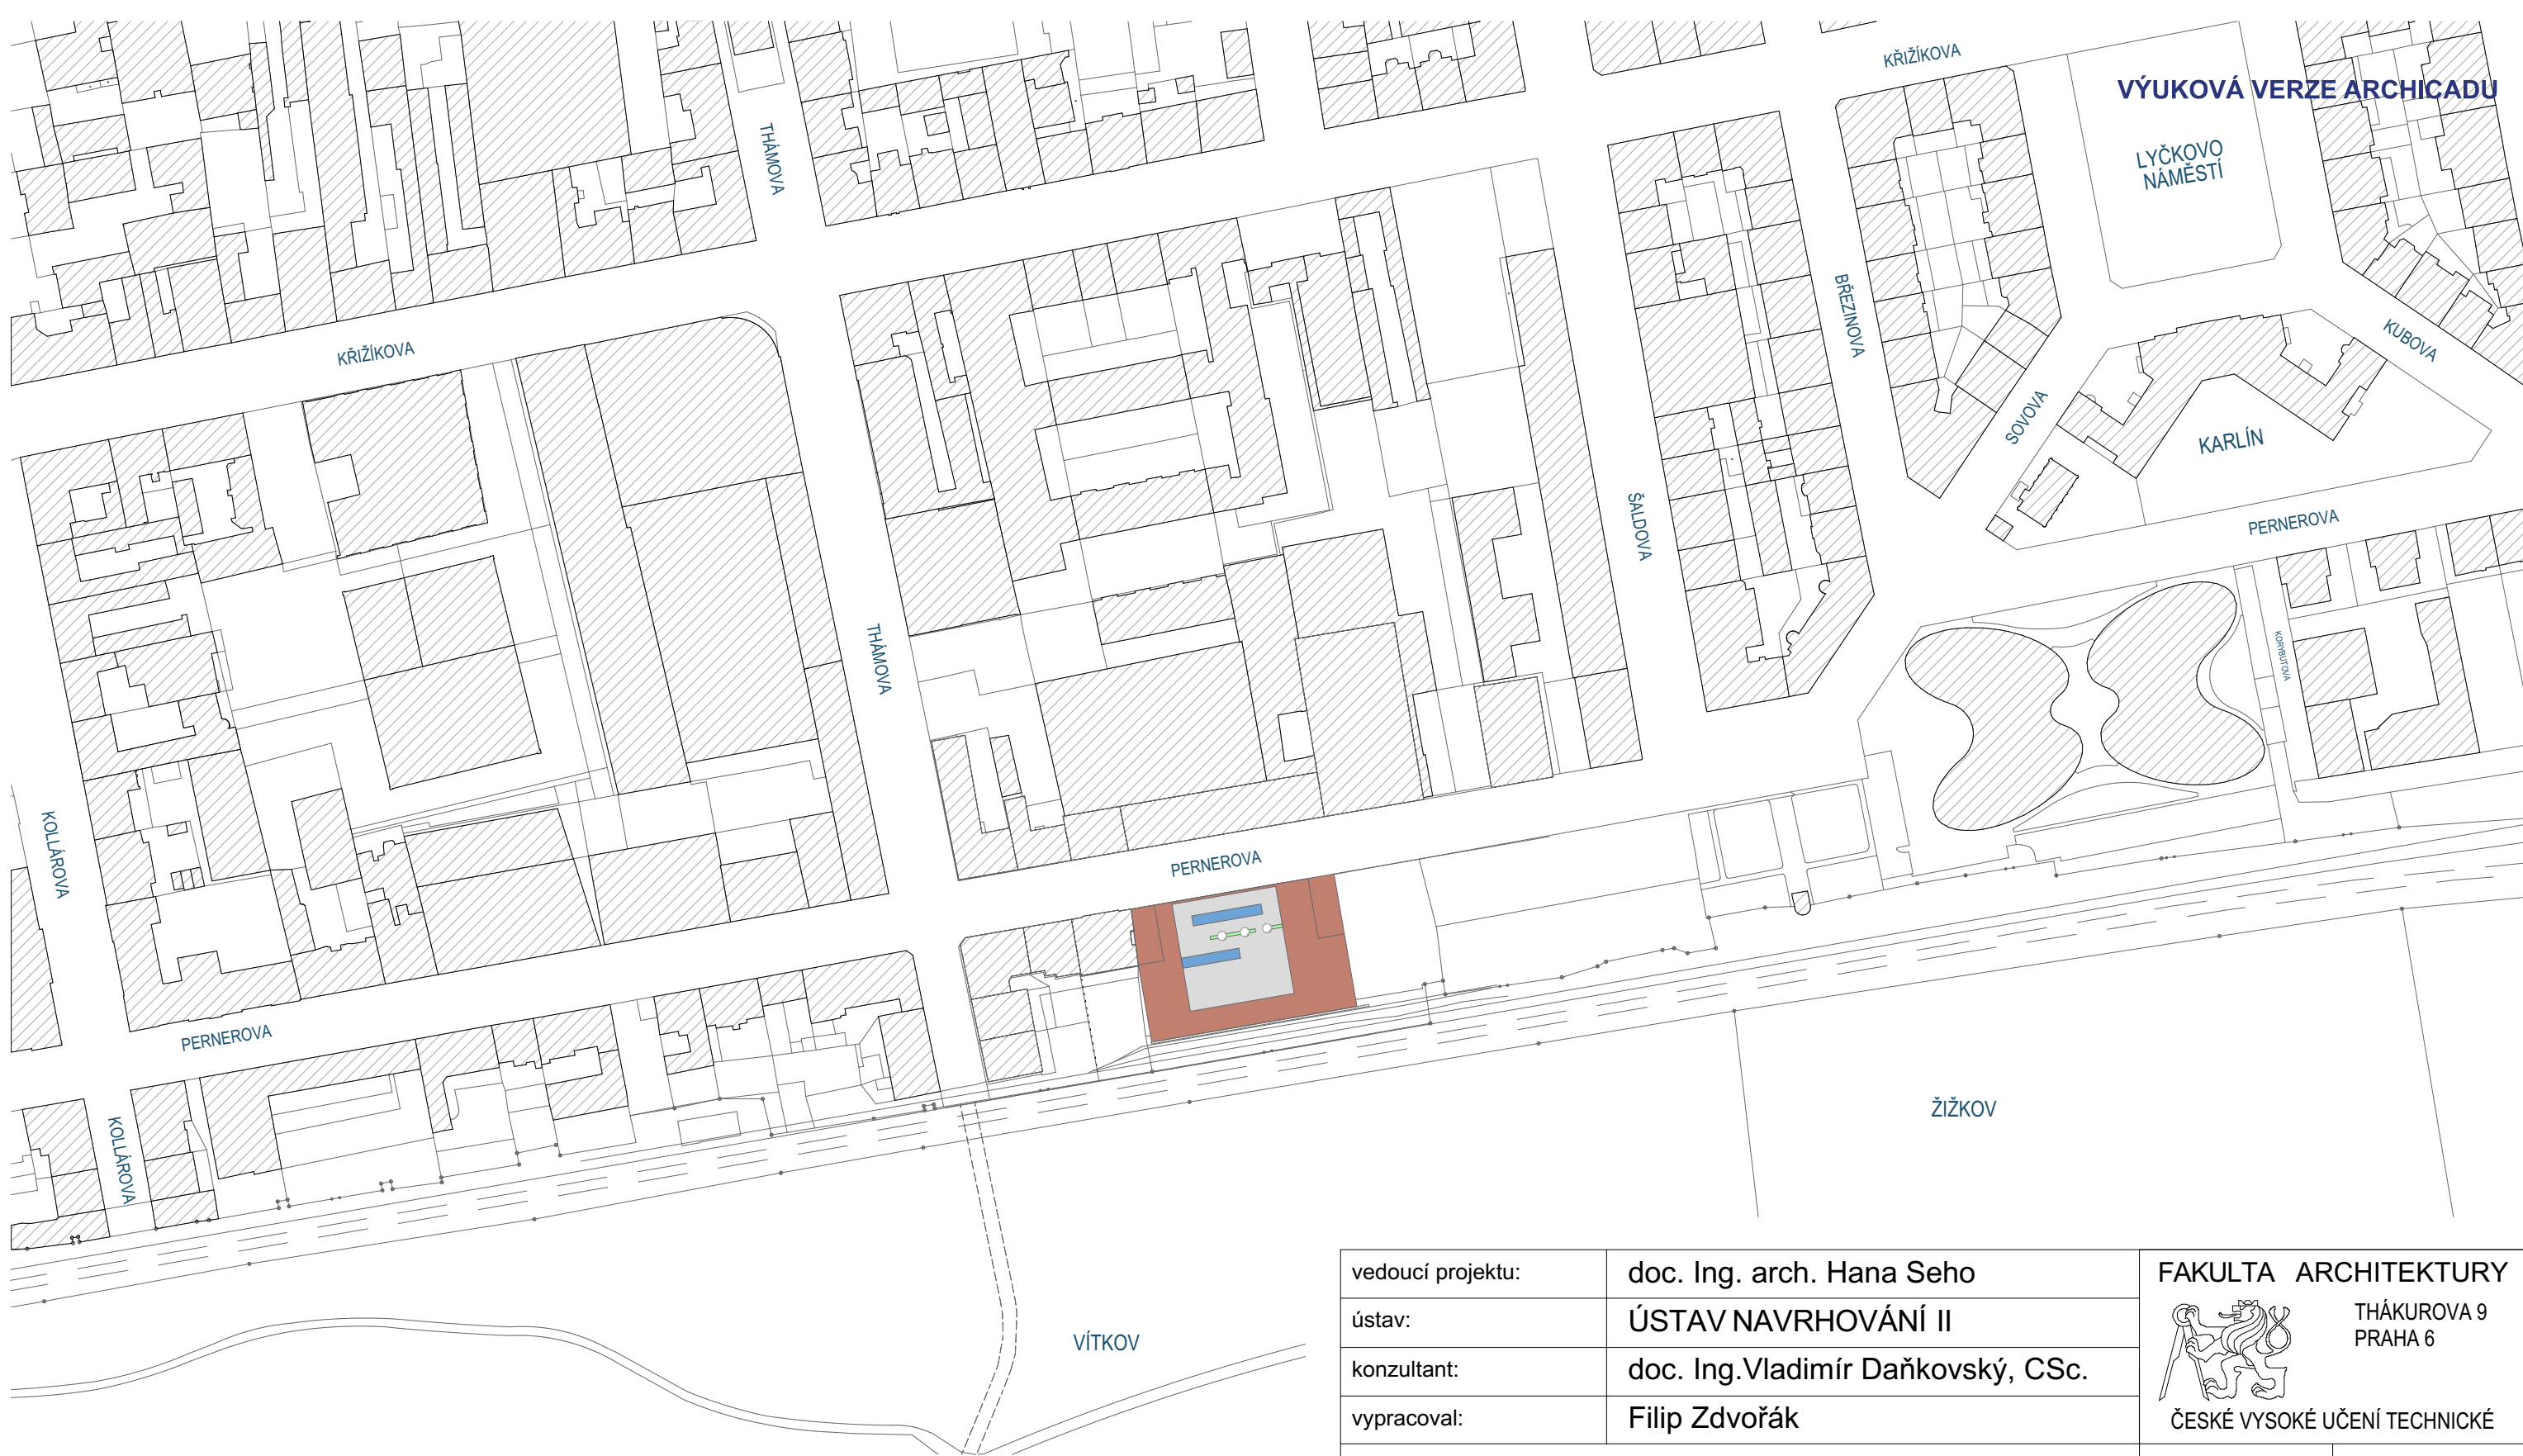 KŘIŽÍKOVA
VÝUKOVÁ VERZE ARCHICADU
THÁMOVA
LYČKOVO
NÁMĚSTÍ
BŘEZINOVA
KŘIŽÍKOVA
KUBOVA
SOVOVA
KARLÍN
ŠALDOVA
PERNEROVA
THÁMOVA
KORYBUTOVA
KOLLÁROVA
PERNEROVA
PERNEROVA
KOLLÁROVA
ŽIŽKOV
VÍTKOV
vedoucí projektu: doc. Ing. arch. Hana Seho
ústav: ÚSTAV NAVRHOVÁNÍ II
konzultant: doc. Ing.Vladimír Daňkovský, CSc.
vypracoval: Filip Zdvořák
FAKULTA ARCHITEKTURY
THÁKUROVA 9
PRAHA 6
ČESKÉ VYSOKÉ UČENÍ TECHNICKÉ